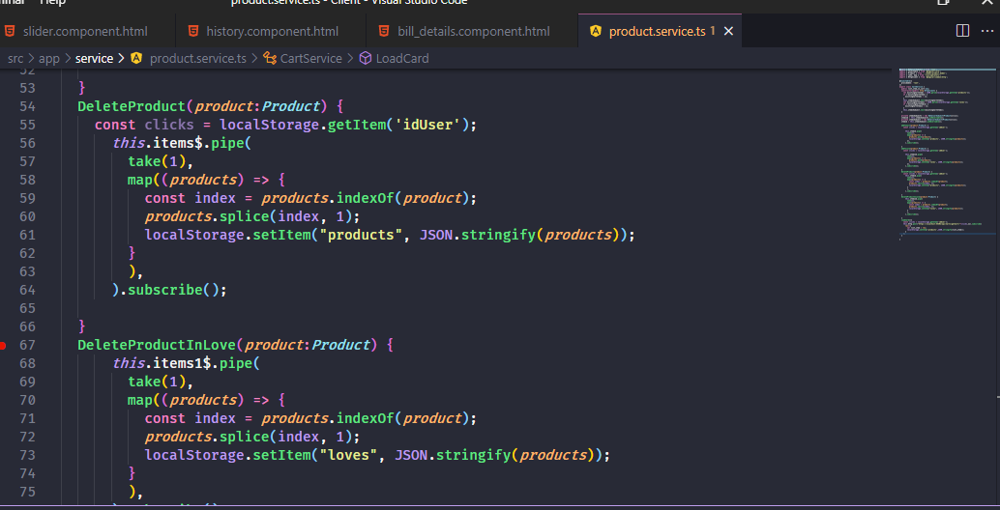 Help
product.service.ts - Client - Visual Studio Code
slider.component.html
history.component.html
bill_details.component.html
product.service.ts 1
src > app > service > product.service.ts > CartService > LoadCard
52
53 }
54 DeleteProduct(product:Product) {
55 const clicks = localStorage.getItem('idUser');
56 this.items$.pipe(
57 take(1),
58 map((products) => {
59 const index = products.indexOf(product);
60 products.splice(index, 1);
61 localStorage.setItem("products", JSON.stringify(products));
62 }
63 ),
64 ).subscribe();
65
66 }
67 DeleteProductInLove(product:Product) {
68 this.items1$.pipe(
69 take(1),
70 map((products) => {
71 const index = products.indexOf(product);
72 products.splice(index, 1);
73 localStorage.setItem("loves", JSON.stringify(products));
74 }
75 ),